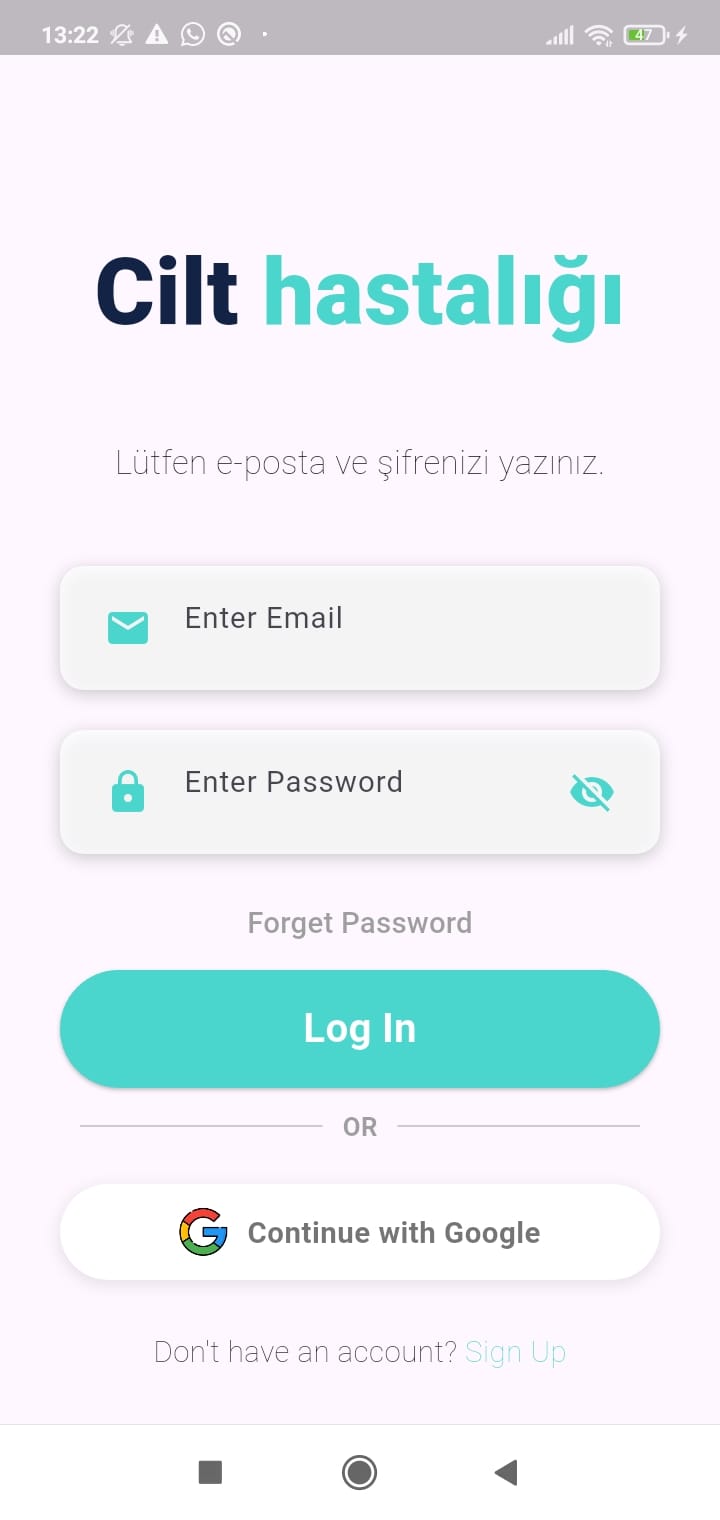 13:22
47
Cilt hastalığı
Lütfen e-posta ve şifrenizi yazınız.
Enter Email
Enter Password
Forget Password
Log In
OR
Continue with Google
Don't have an account? Sign Up